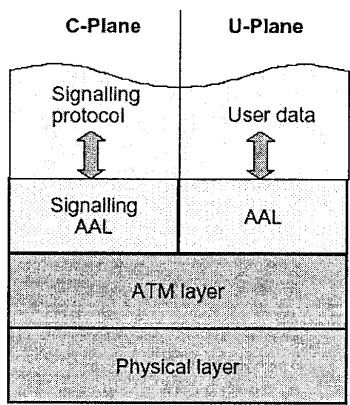 C-Plane
U-Plane
Signalling
protocol
User data
Signalling
AAL
AAL
ATM layer
Physical layer